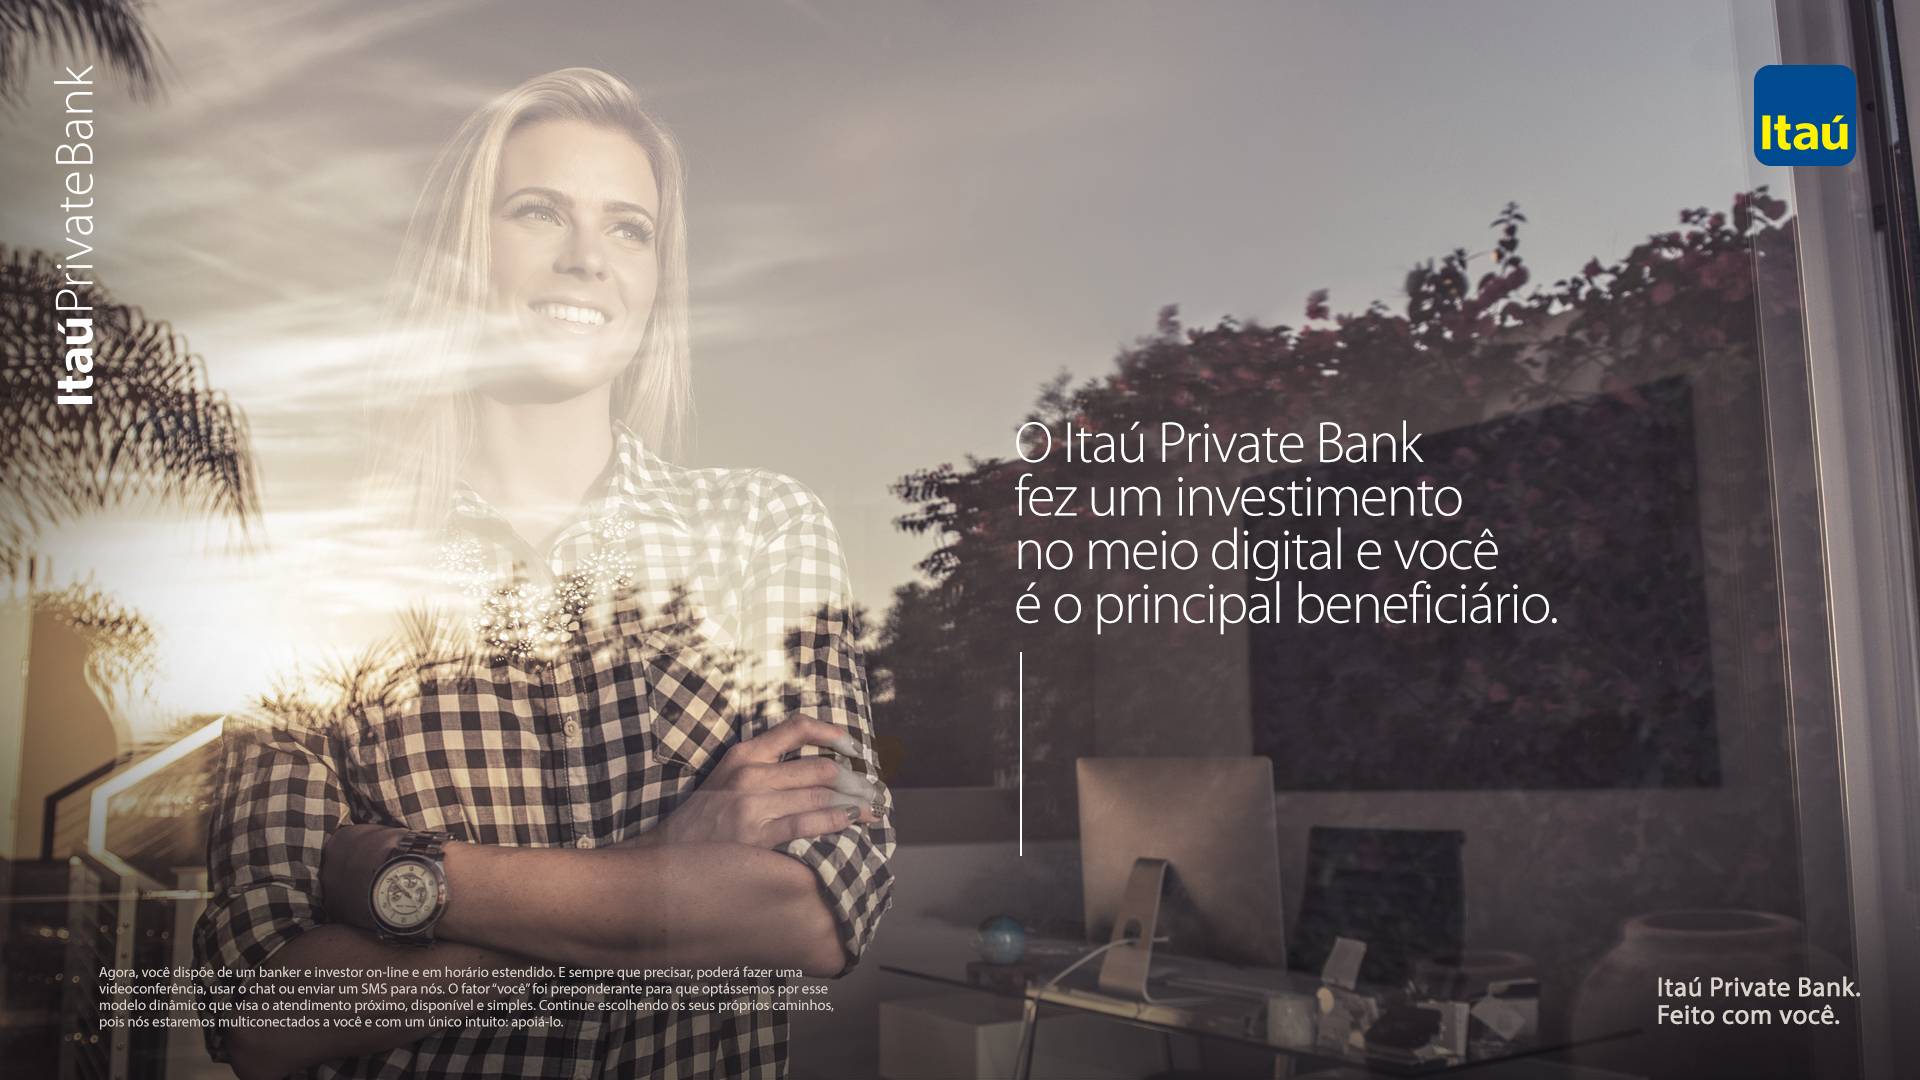 Itaú Private Bank
Itaú
O Itaú Private Bank
fez um investimento
no meio digital e você
é o principal beneficiário.
Agora, você dispõe de um banker e investor on-line e em horário estendido. E sempre que precisar, poderá fazer uma
videoconferência, usar o chat ou enviar um SMS para nós. O fator “você” foi preponderante para que optássemos por esse
modelo dinâmico que visa o atendimento próximo, disponível e simples. Continue escolhendo os seus próprios caminhos,
pois nós estaremos multiconectados a você e com um único intuito: apoiá-lo.
Itaú Private Bank.
Feito com você.